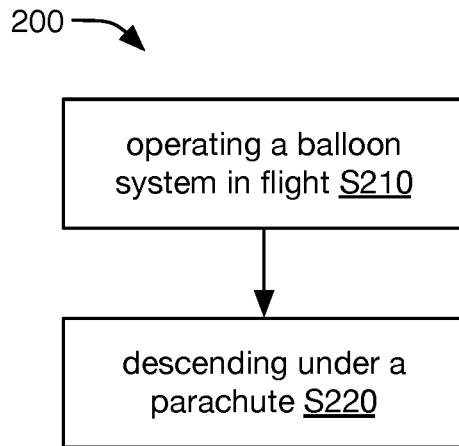 200
operating a balloon
system in flight S210
descending under a
parachute S220